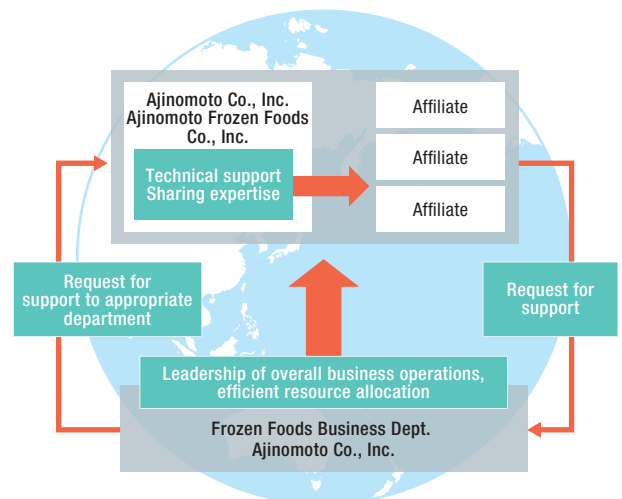 Ajinomoto Co., Inc.
Ajinomoto Frozen Foods
Co., Inc.
Technical support
Sharing expertise
Affiliate
Affiliate
Affiliate
Request for
support to appropriate
department
Request for
support
Leadership of overall business operations,
efficient resource allocation
Frozen Foods Business Dept.
Ajinomoto Co., Inc.